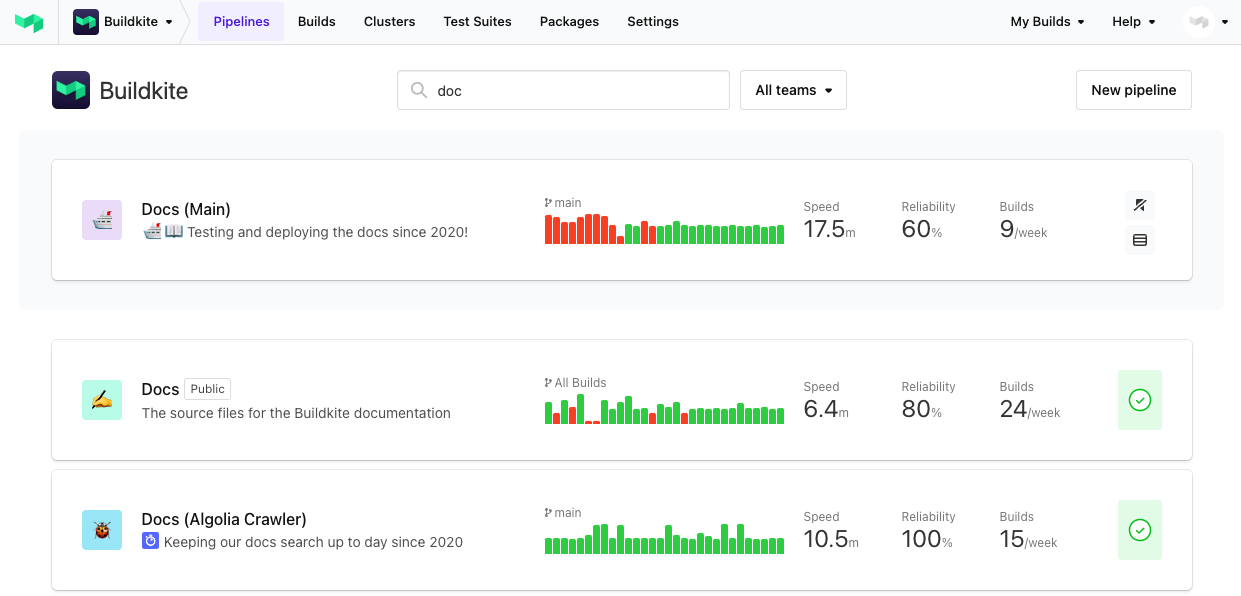 Buildkite Pipelines Builds Clusters Test Suites Packages Settings My Builds Help
Buildkite doc All teams New pipeline
Docs (Main)
Testing and deploying the docs since 2020!
main
Speed
17.5m
Reliability
60%
Builds
9/week
Docs Public
The source files for the Buildkite documentation
All Builds
Speed
6.4m
Reliability
80%
Builds
24/week
Docs (Algolia Crawler)
Keeping our docs search up to day since 2020
main
Speed
10.5m
Reliability
100%
Builds
15/week